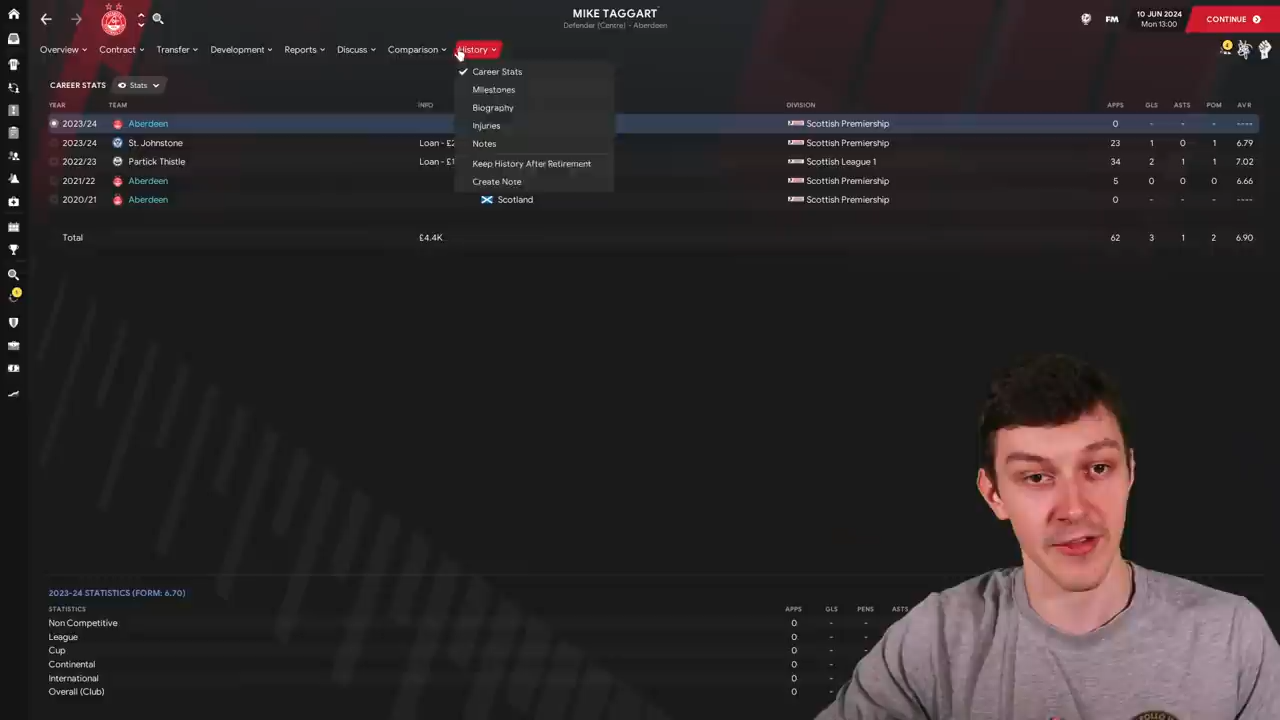 MIKE TAGGART
Defender (Centre) - Aberdeen
FM
10 JUN 2024
Mon 13:00
CONTINUE
Overview
Contract
Transfer
Development
Reports
Discuss
Comparison
History
CAREER STATS
Stats
Career Stats
Milestones
Biography
Injuries
Notes
Keep History After Retirement
Create Note
YEAR TEAM INFO DIVISION APPS GLS ASTS POM AVR
2023/24 Aberdeen Scottish Premiership 0 - - - ----
2023/24 St. Johnstone Loan - £2 Scottish Premiership 23 1 0 1 6.79
2022/23 Partick Thistle Loan - £1 Scottish League 1 34 2 1 1 7.02
2021/22 Aberdeen Scottish Premiership 5 0 0 0 6.66
2020/21 Aberdeen Scotland Scottish Premiership 0 - - - ----
Total £4.4K 62 3 1 2 6.90
2023-24 STATISTICS (FORM: 6.70)
STATISTICS APPS GLS PENS ASTS
Non Competitive 0 - -
League 0 - -
Cup 0 - -
Continental 0 - -
International 0 - -
Overall (Club) 0 - -